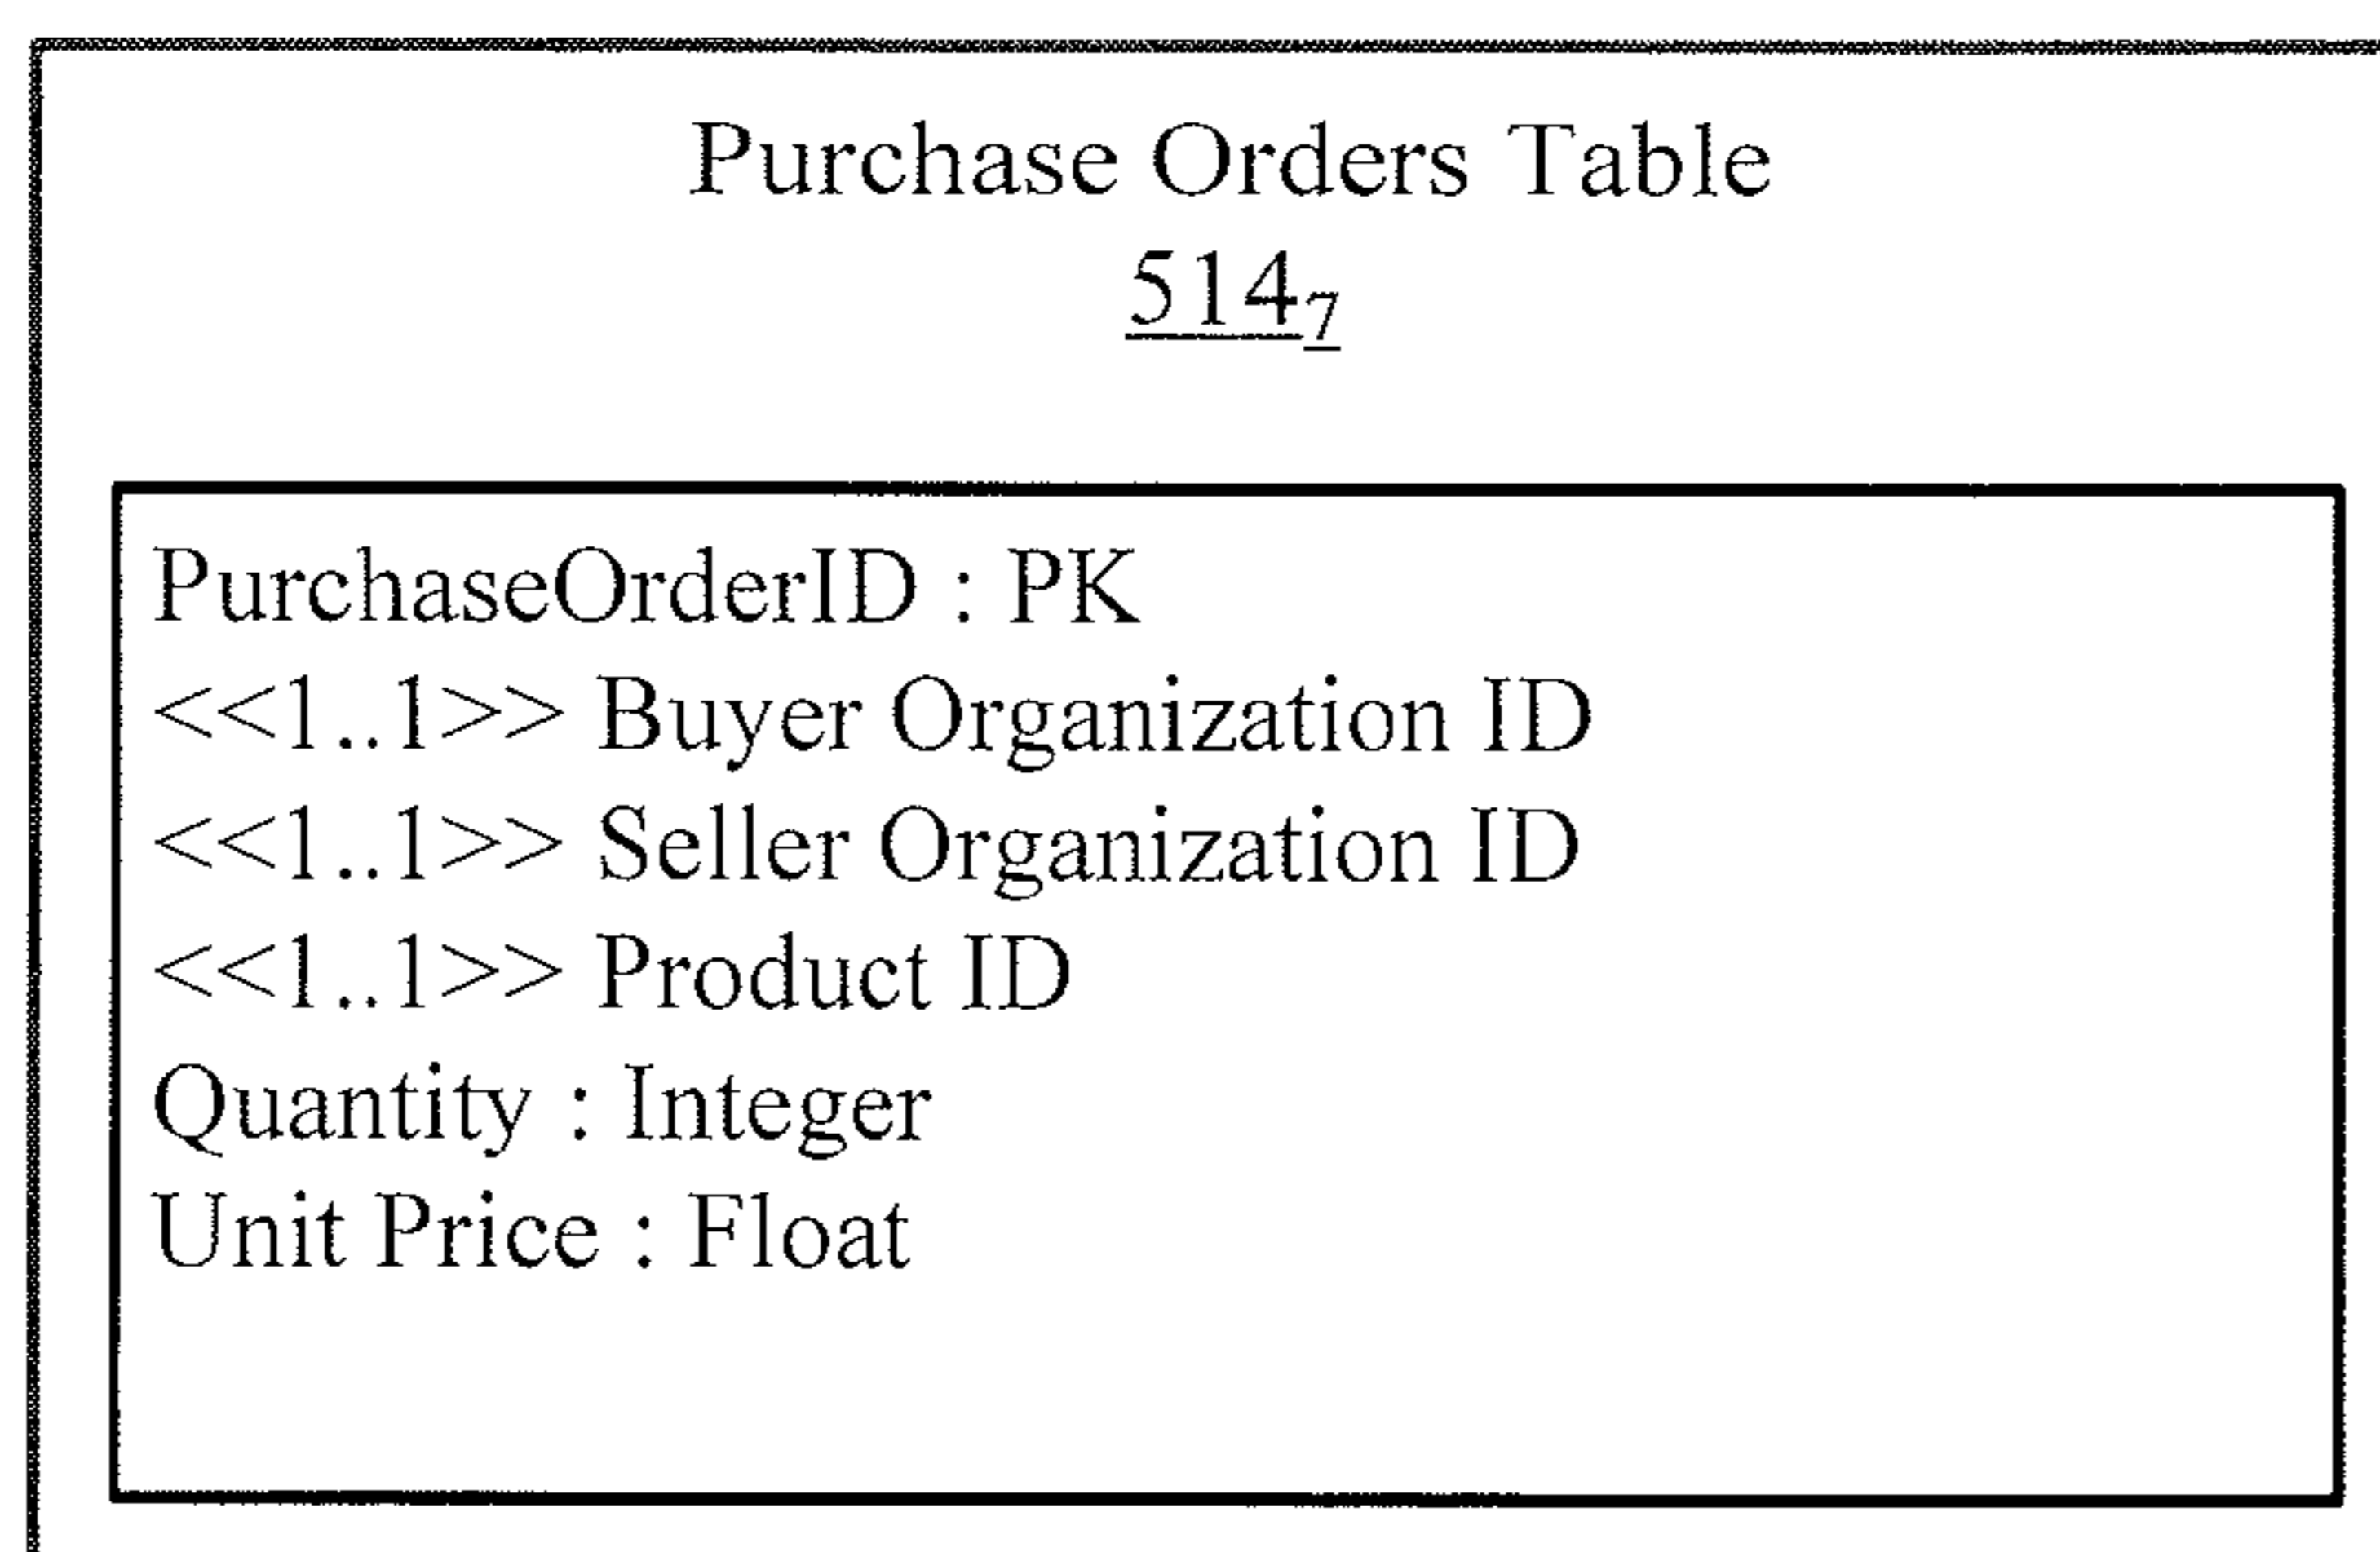 Purchase Orders Table
514₇
PurchaseOrderID : PK
<<1..1>> Buyer Organization ID
<<1..1>> Seller Organization ID
<<1..1>> Product ID
Quantity : Integer
Unit Price : Float